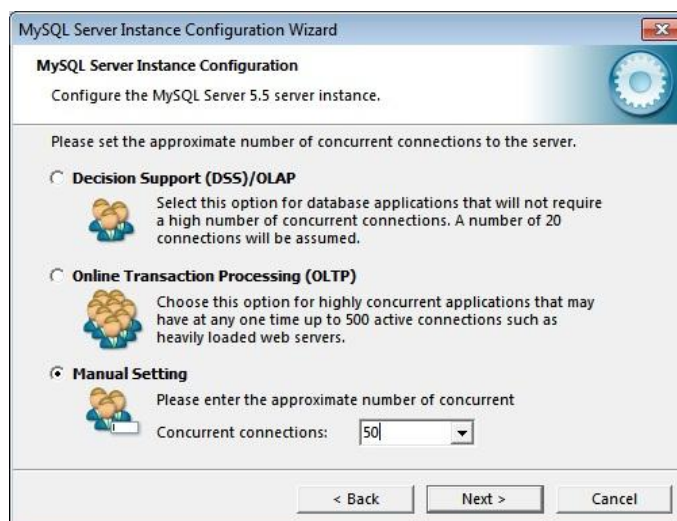 MySQL Server Instance Configuration Wizard
MySQL Server Instance Configuration
Configure the MySQL Server 5.5 server instance.
Please set the approximate number of concurrent connections to the server.
Decision Support (DSS)/OLAP
Select this option for database applications that will not require
a high number of concurrent connections. A number of 20
connections will be assumed.
Online Transaction Processing (OLTP)
Choose this option for highly concurrent applications that may
have at any one time up to 500 active connections such as
heavily loaded web servers.
Manual Setting
Please enter the approximate number of concurrent
Concurrent connections: 50
< Back Next > Cancel